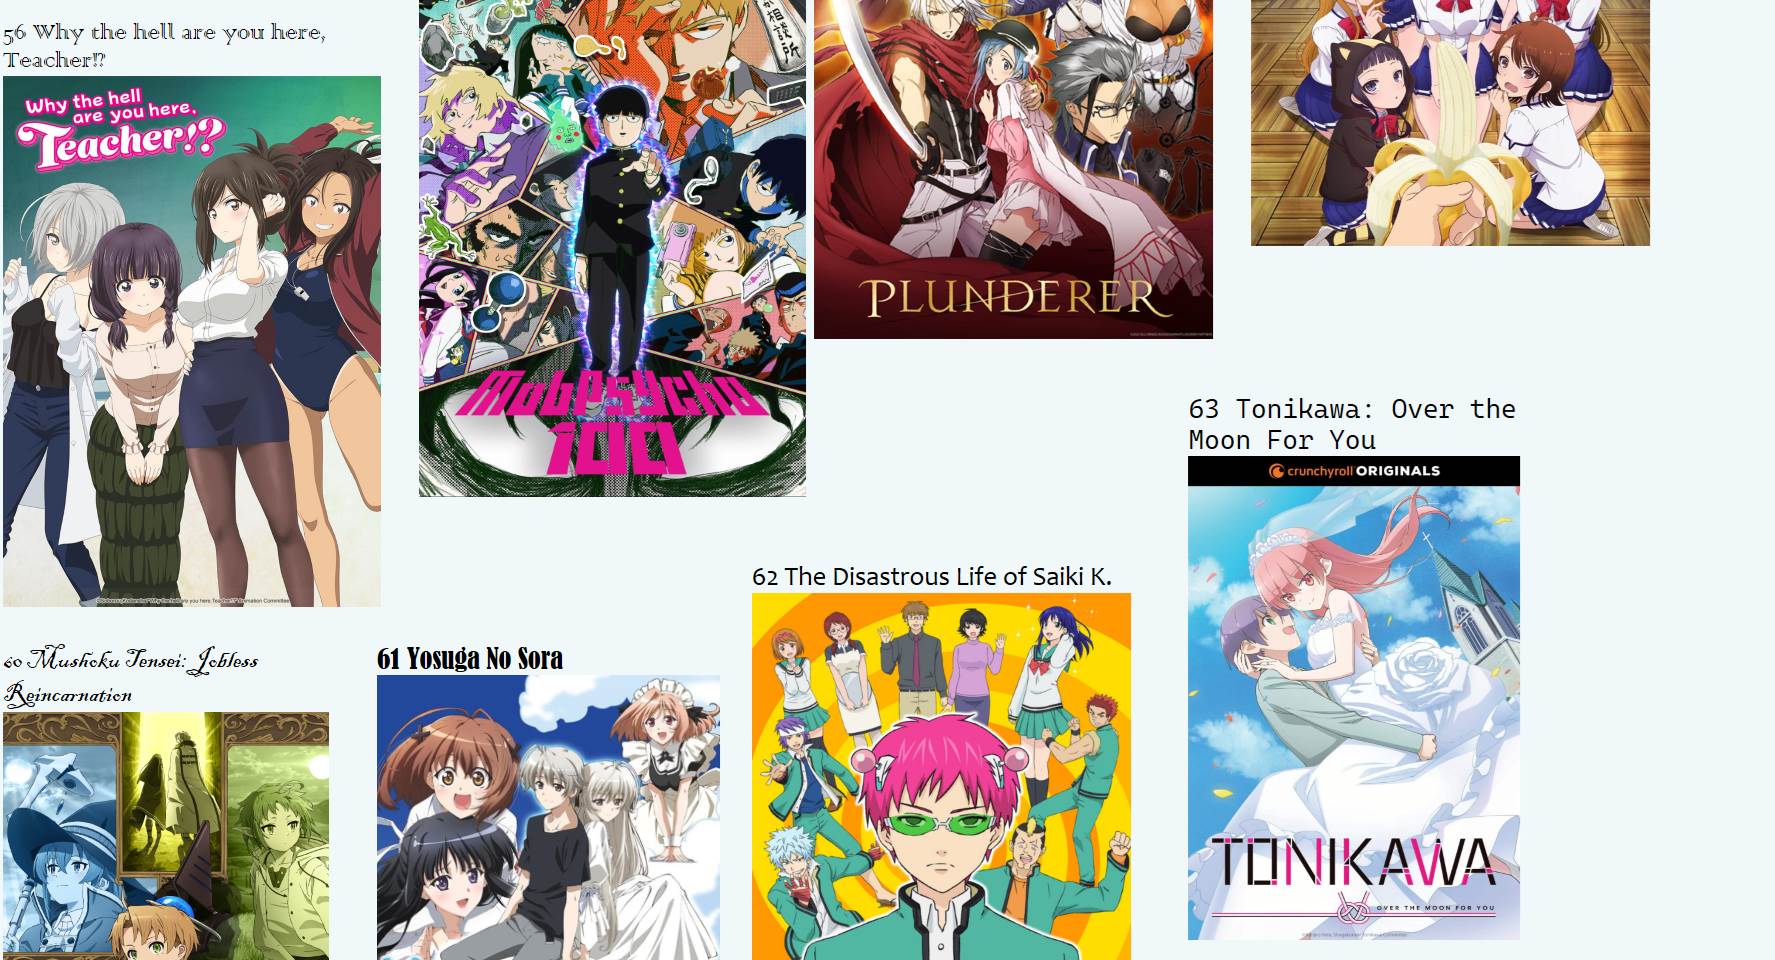 56 Why the hell are you here,
Teacher!?
Why the hell
are you here,
Teacher!?
Mob Psycho
100
PLUNDERER
63 Tonikawa: Over the
Moon For You
crunchyroll ORIGINALS
TONIKAWA
OVER THE MOON FOR YOU
62 The Disastrous Life of Saiki K.
60 Mushoku Tensei: Jobless
Reincarnation
61 Yosuga No Sora